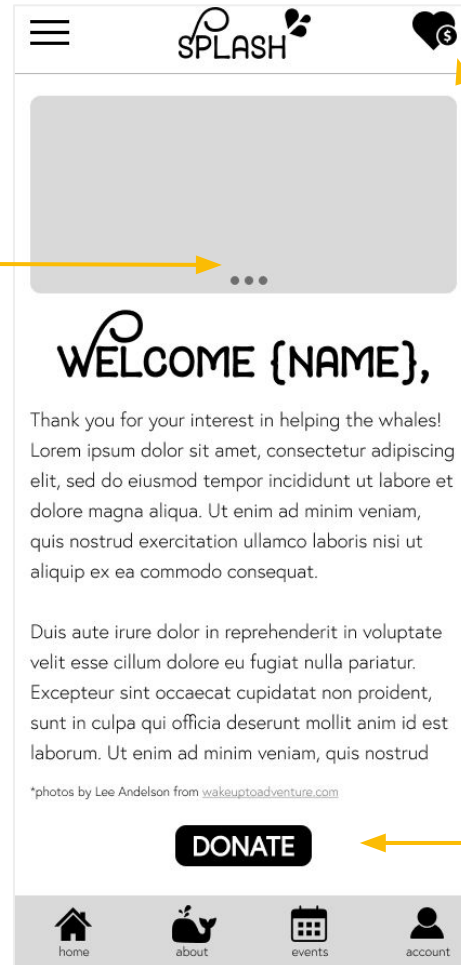 SPLASH
$
WELCOME {NAME},
Thank you for your interest in helping the whales!
Lorem ipsum dolor sit amet, consectetur adipiscing
elit, sed do eiusmod tempor incididunt ut labore et
dolore magna aliqua. Ut enim ad minim veniam,
quis nostrud exercitation ullamco laboris nisi ut
aliquip ex ea commodo consequat.
Duis aute irure dolor in reprehenderit in voluptate
velit esse cillum dolore eu fugiat nulla pariatur.
Excepteur sint occaecat cupidatat non proident,
sunt in culpa qui officia deserunt mollit anim id est
laborum. Ut enim ad minim veniam, quis nostrud
*photos by Lee Andelson from wakeuptoadventure.com
DONATE
home about events account